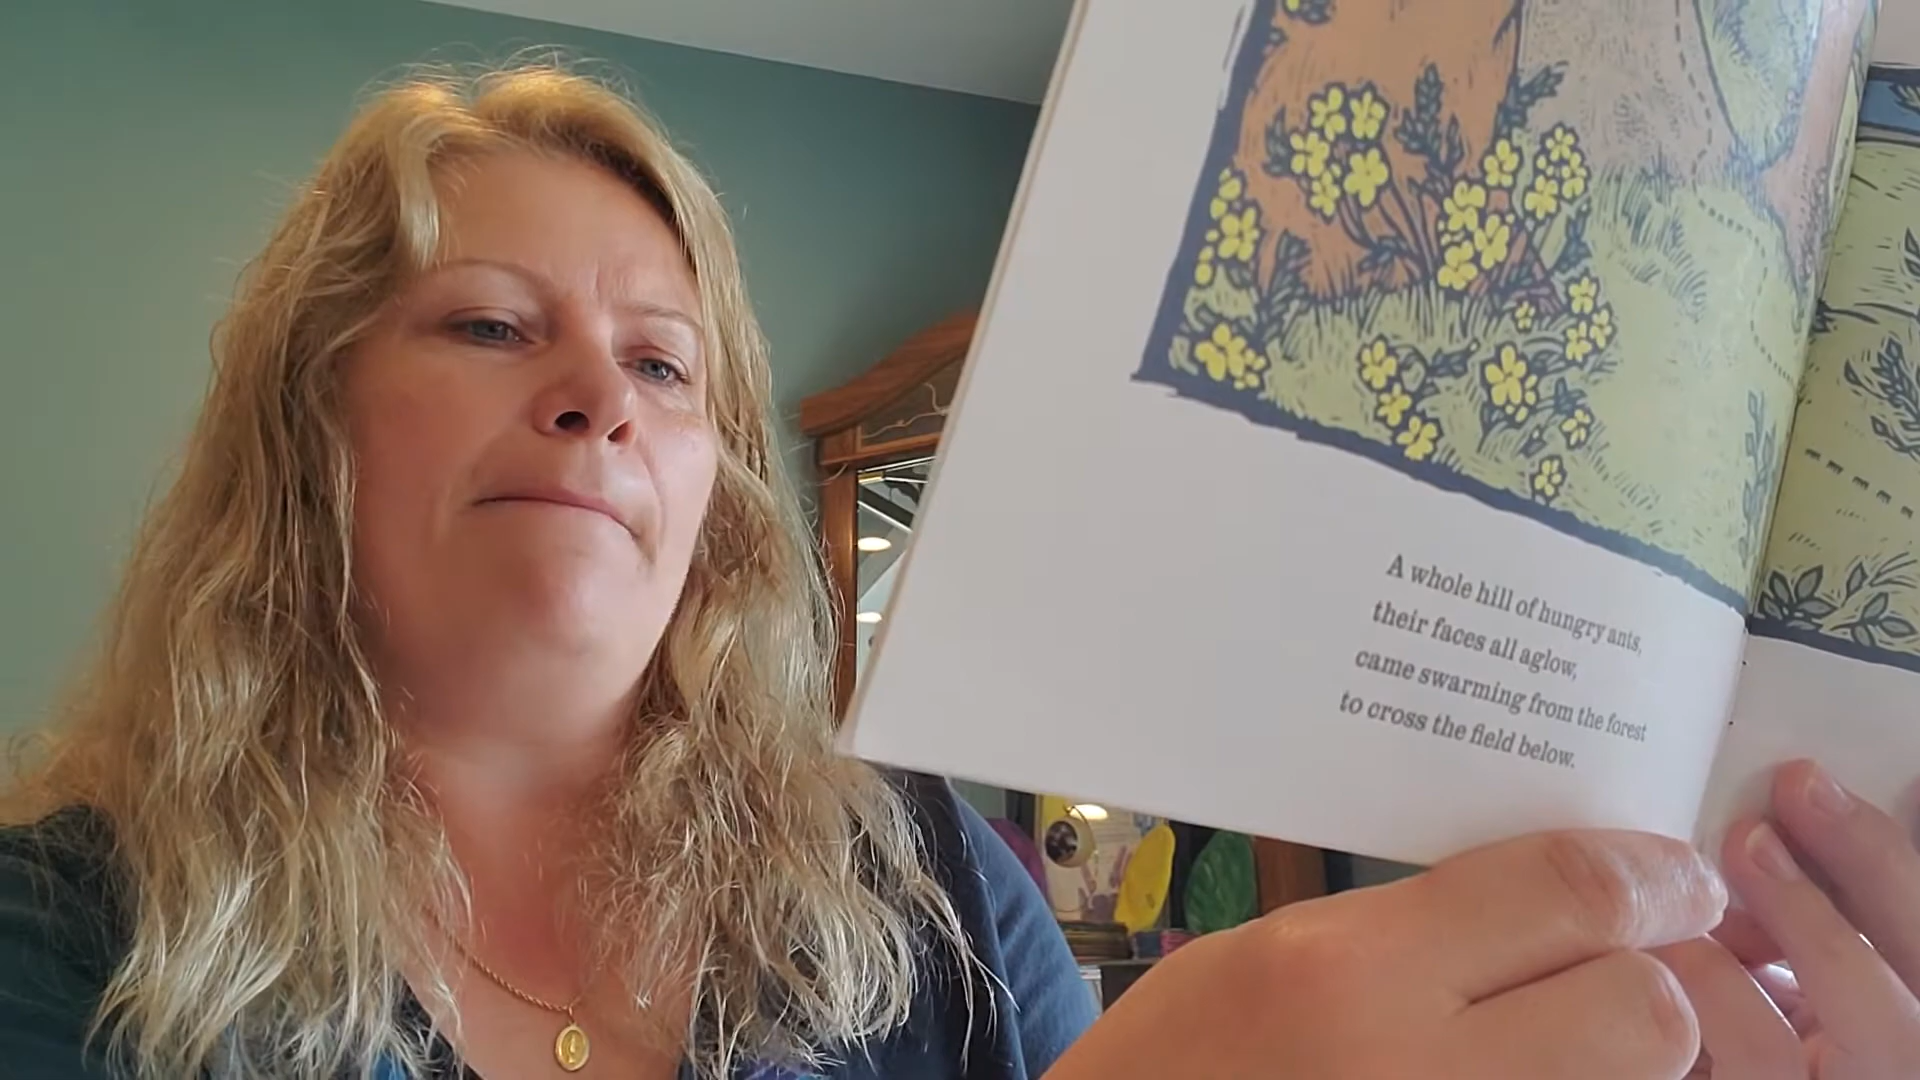 A whole hill of hungry ants,
their faces all aglow,
came swarming from the forest
to cross the field below.